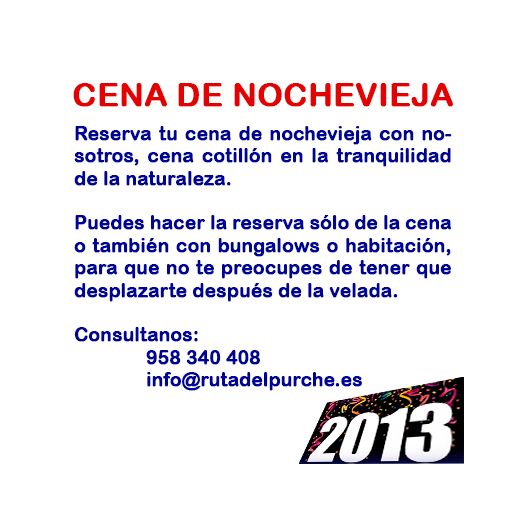 CENA DE NOCHEVIEJA
Reserva tu cena de nochevieja con no-
sotros, cena cotillón en la tranquilidad
de la naturaleza.
Puedes hacer la reserva sólo de la cena
o también con bungalows o habitación,
para que no te preocupes de tener que
desplazarte después de la velada.
Consultanos:
958 340 408
info@rutadelpurche.es
2013